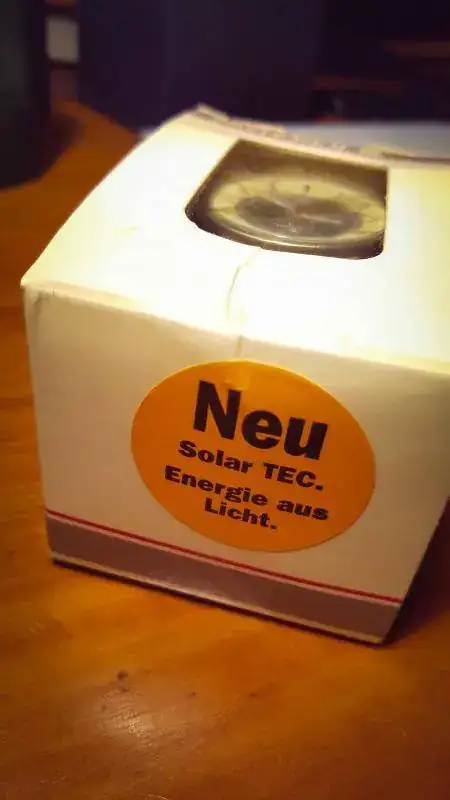 Neu
Solar TEC.
Energie aus
Licht.